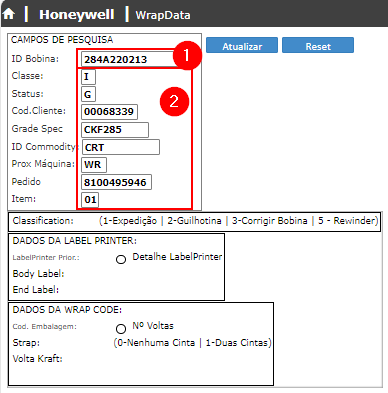 Honeywell | WrapData
CAMPOS DE PESQUISA
Atualizar Reset
ID Bobina: 284A220213 1
Classe: I
Status: G 2
Cod.Cliente: 00068339
Grade Spec CKF285
ID Commodity: CRT
Prox Máquina: WR
Pedido 8100495946
Item: 01
Classification: (1-Expedição | 2-Guilhotina | 3-Corrigir Bobina | 5 - Rewinder)
DADOS DA LABEL PRINTER:
LabelPrinter Prior.: Detalhe LabelPrinter
Body Label:
End Label:
DADOS DA WRAP CODE:
Cod. Embalagem: Nº Voltas
Strap: (0-Nenhuma Cinta | 1-Duas Cintas)
Volta Kraft: